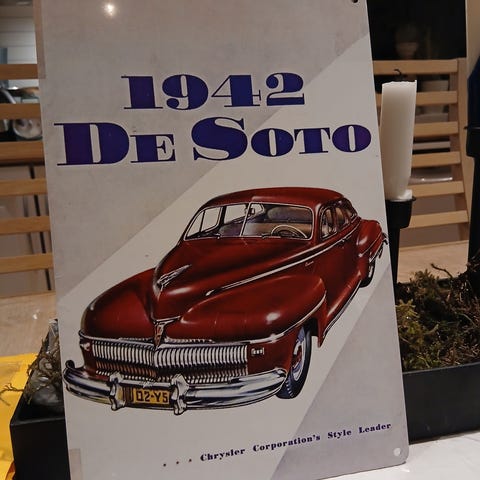 1942
DE SOTO
D2-Y5
... Chrysler Corporation's Style Leader